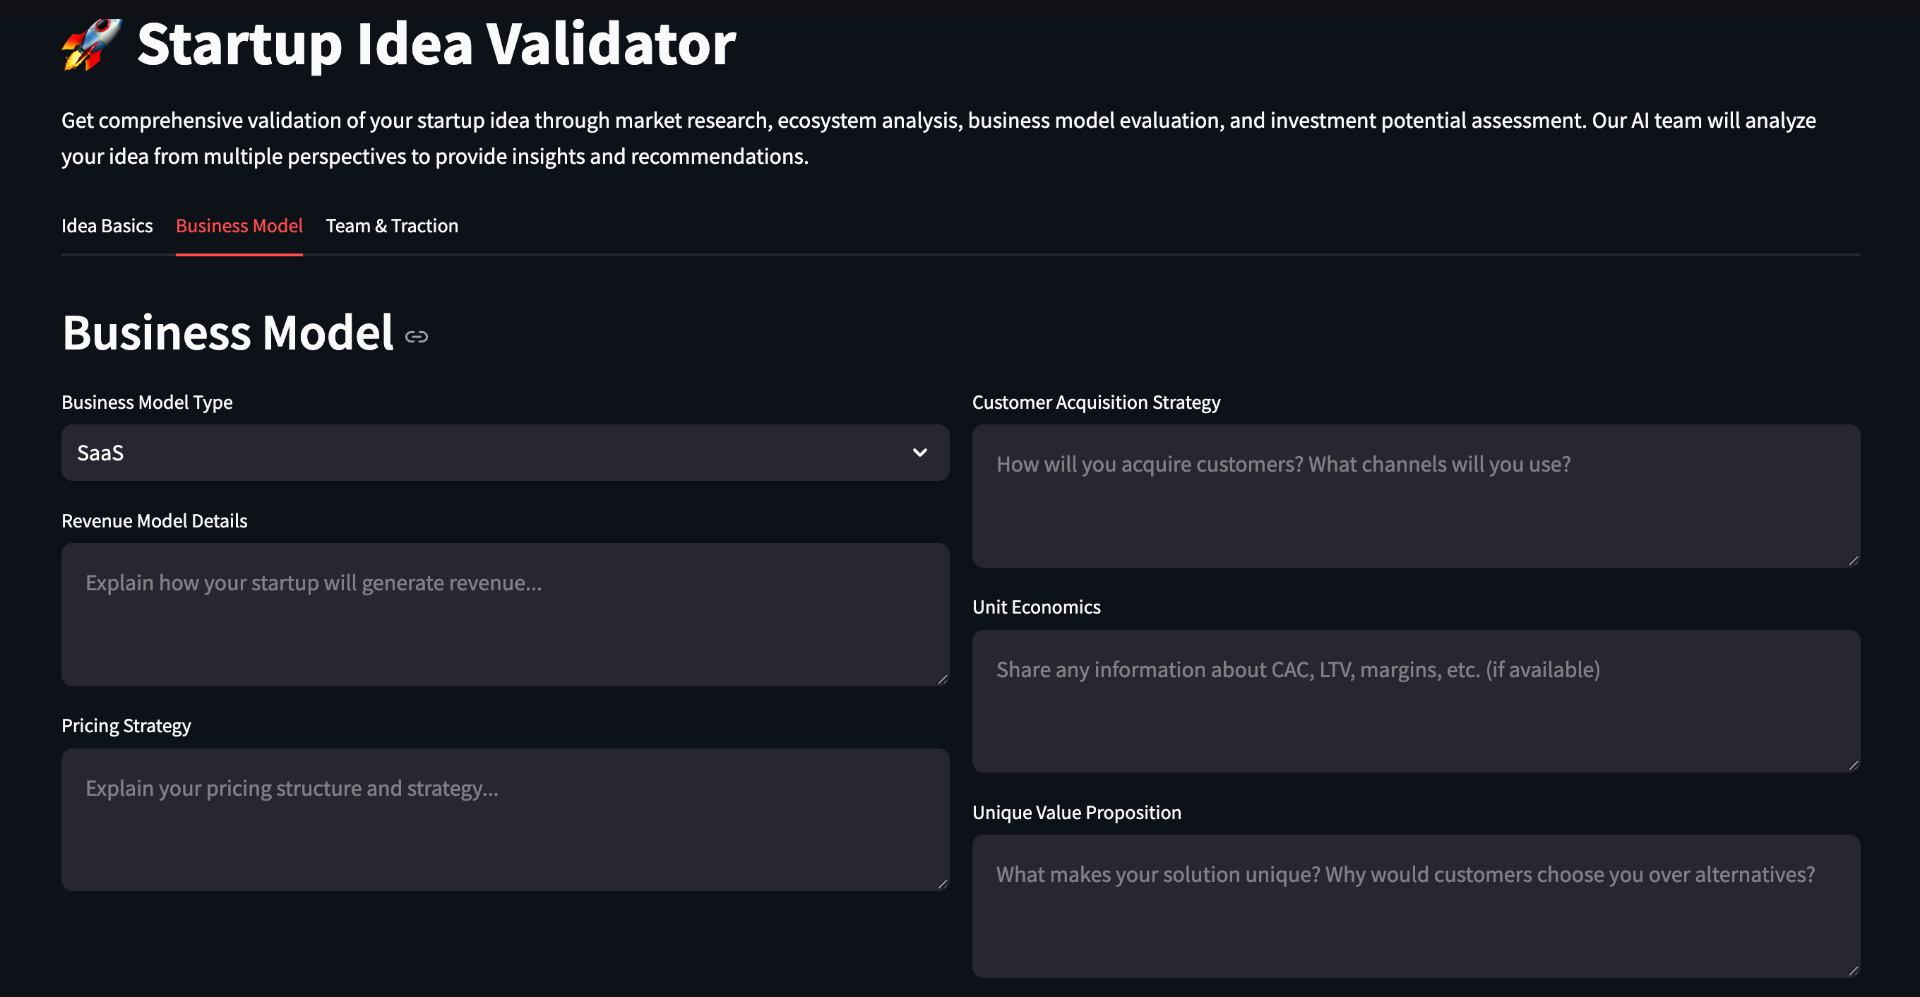 Startup Idea Validator
Get comprehensive validation of your startup idea through market research, ecosystem analysis, business model evaluation, and investment potential assessment. Our AI team will analyze
your idea from multiple perspectives to provide insights and recommendations.
Idea Basics
Business Model
Team & Traction
Business Model
Business Model Type
SaaS
Revenue Model Details
Explain how your startup will generate revenue...
Pricing Strategy
Explain your pricing structure and strategy...
Customer Acquisition Strategy
How will you acquire customers? What channels will you use?
Unit Economics
Share any information about CAC, LTV, margins, etc. (if available)
Unique Value Proposition
What makes your solution unique? Why would customers choose you over alternatives?